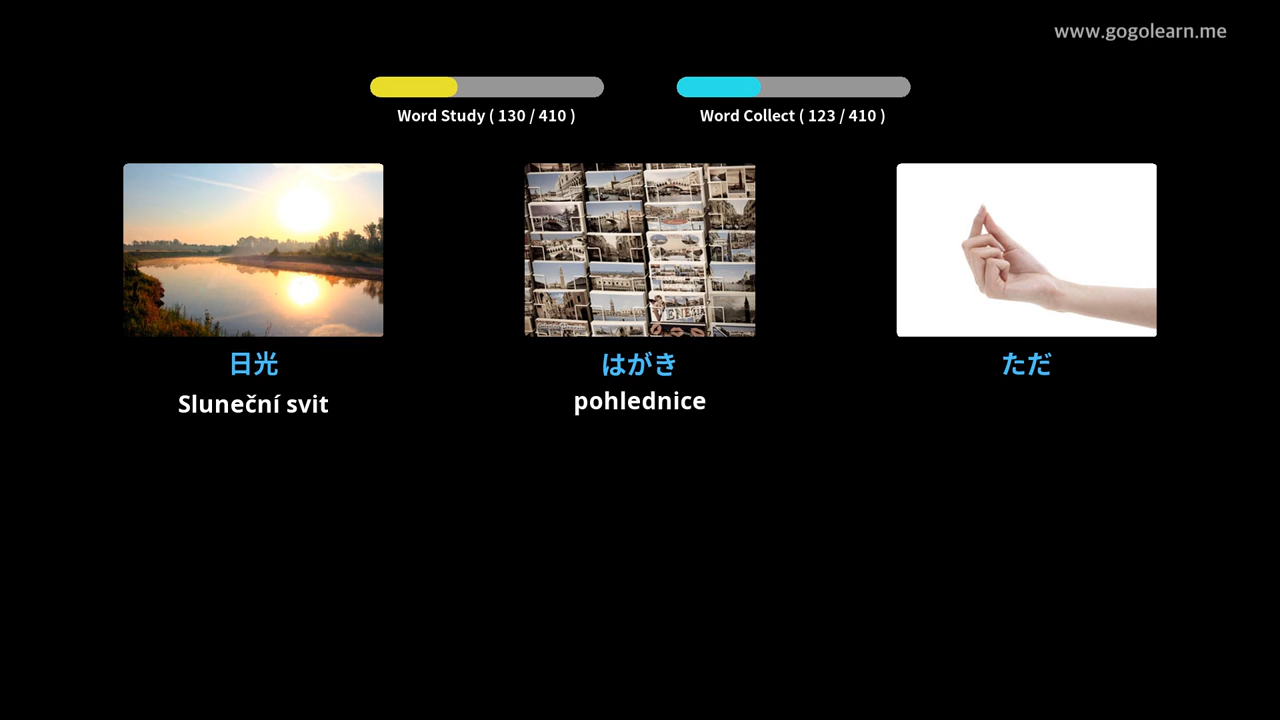 www.gogolearn.me
Word Study ( 130 / 410 )
Word Collect ( 123 / 410 )
VENEZIA
日光
はがき
ただ
Sluneční svit
pohlednice